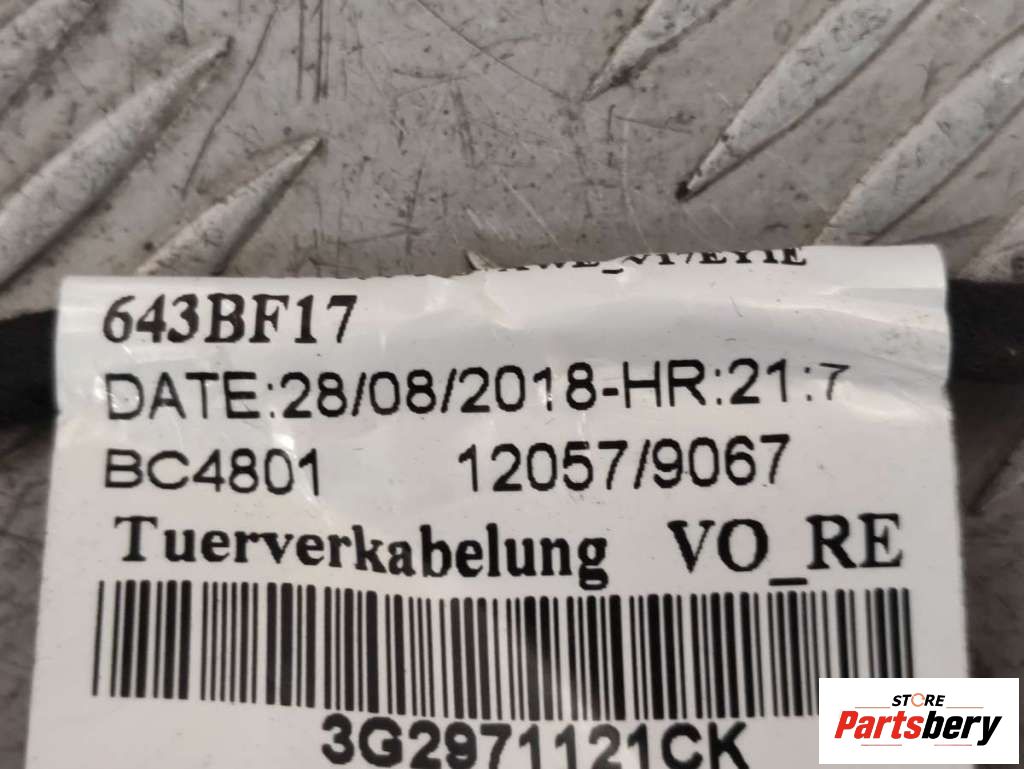 643BF17
DATE:28/08/2018-HR:21:7
BC4801 12057/9067
Tuerverkabelung VO_RE
3G2971121CK
STORE
Partsbery